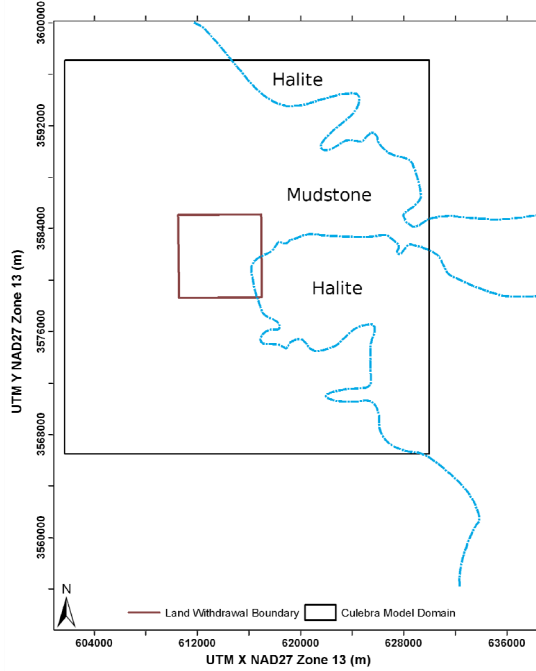 3600000
Halite
3592000
Mudstone
3584000
Halite
3576000
3568000
3560000
UTM Y NAD27 Zone 13 (m)
N
Land Withdrawal Boundary
Culebra Model Domain
604000
612000
620000
628000
636000
UTM X NAD27 Zone 13 (m)